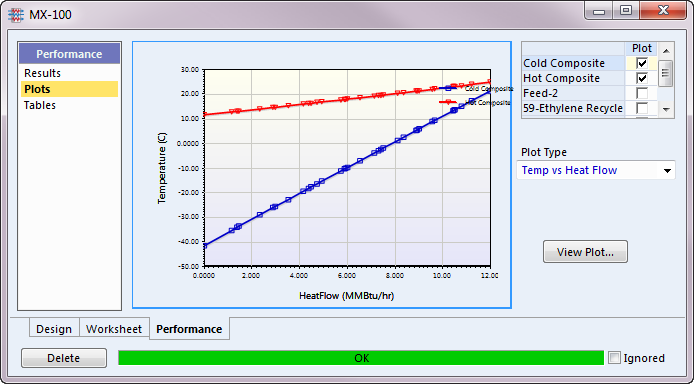 MX-100
Performance
Results
Plots
Tables
30.00
20.00
10.00
0.0000
-10.00
-20.00
-30.00
-40.00
-50.00
Temperature (C)
0.0000 2.000 4.000 6.000 8.000 10.00 12.00
HeatFlow (MMBtu/hr)
Cold Composite
Hot Composite
Plot
Cold Composite
Hot Composite
Feed-2
59-Ethylene Recycle
Plot Type
Temp vs Heat Flow
View Plot...
Design Worksheet Performance
Delete OK Ignored